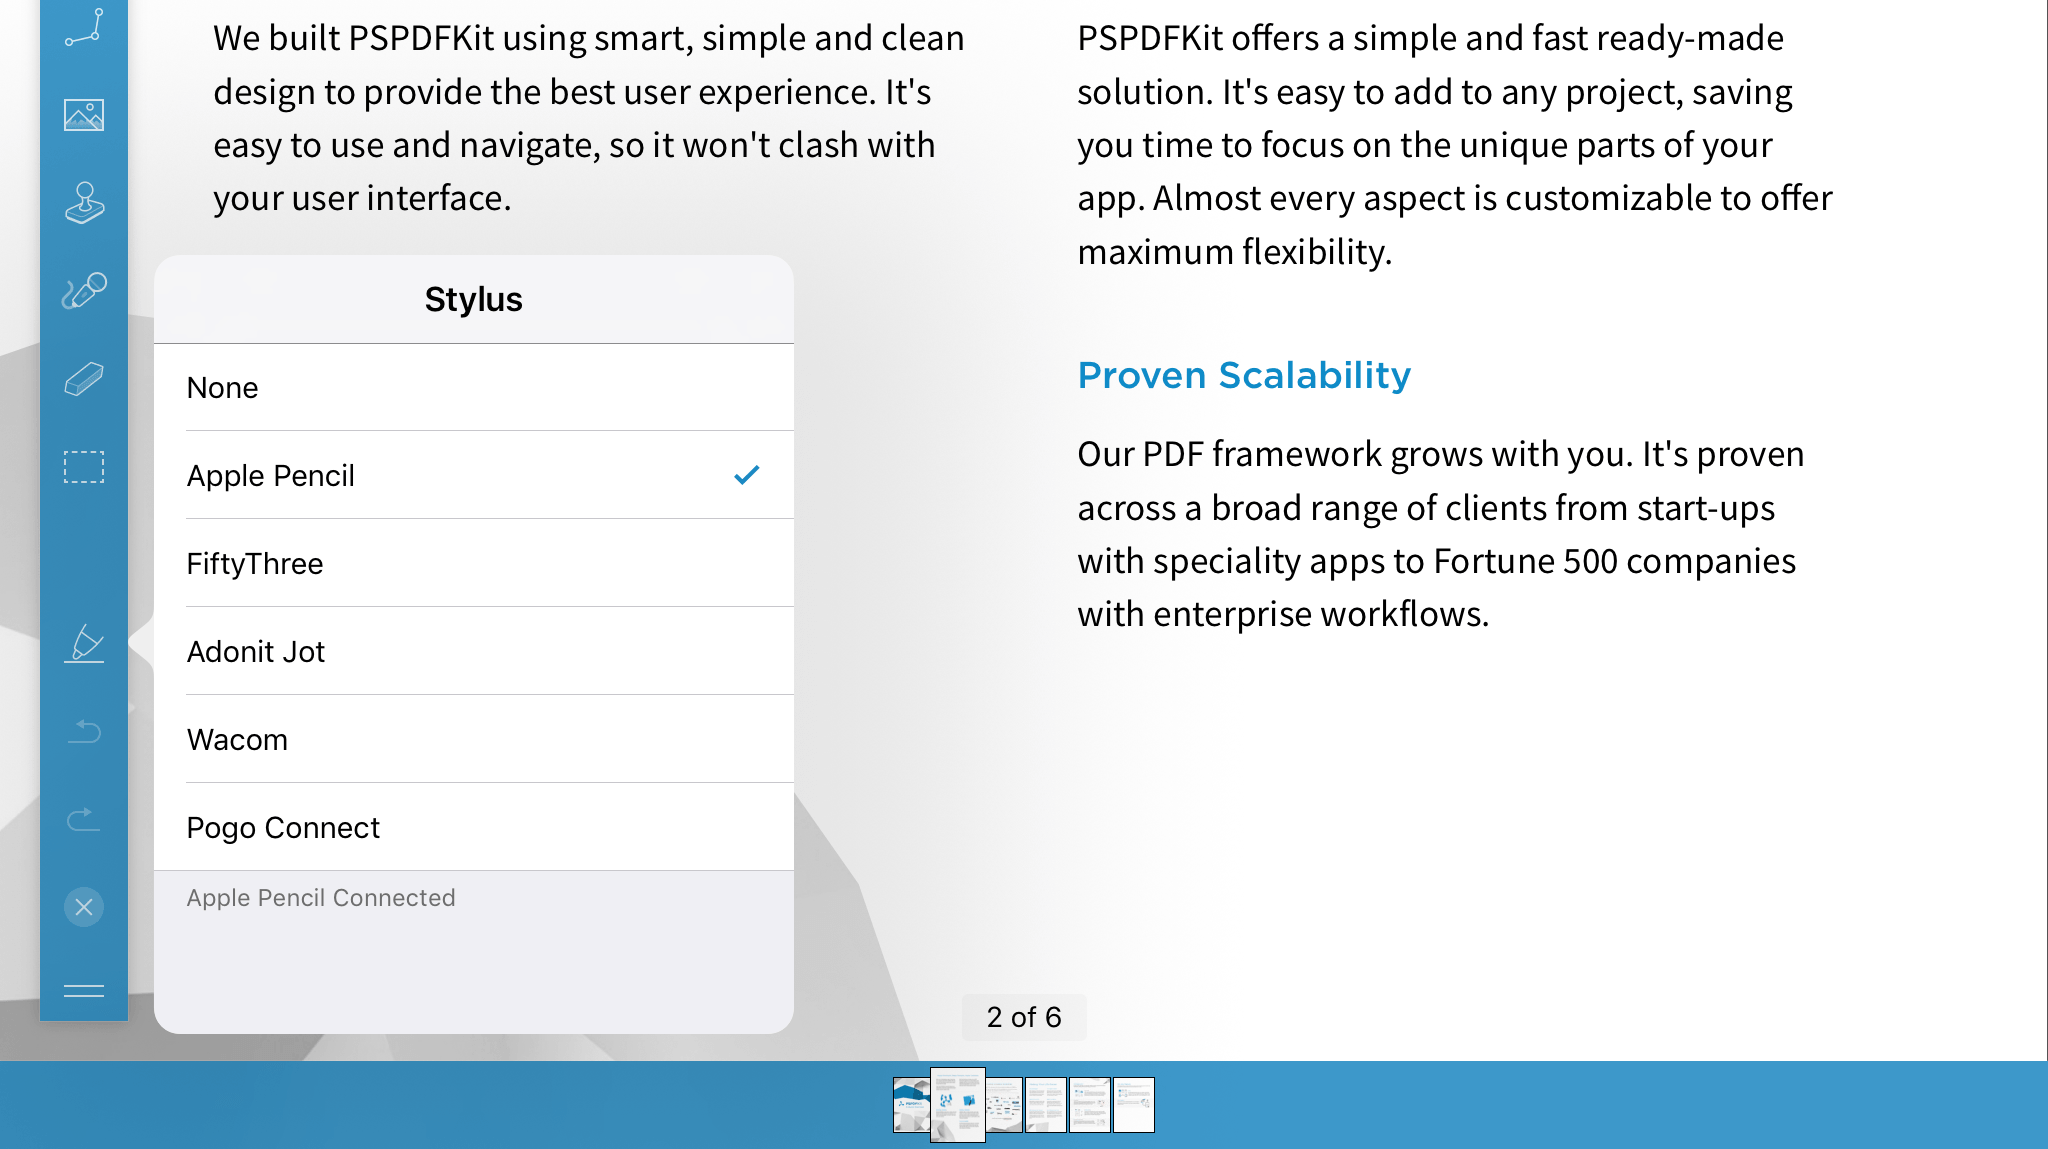 We built PSPDFKit using smart, simple and clean
design to provide the best user experience. It's
easy to use and navigate, so it won't clash with
your user interface.
PSPDFKit offers a simple and fast ready-made
solution. It's easy to add to any project, saving
you time to focus on the unique parts of your
app. Almost every aspect is customizable to offer
maximum flexibility.
Proven Scalability
Our PDF framework grows with you. It's proven
across a broad range of clients from start-ups
with speciality apps to Fortune 500 companies
with enterprise workflows.
Stylus
None
Apple Pencil
FiftyThree
Adonit Jot
Wacom
Pogo Connect
Apple Pencil Connected
2 of 6